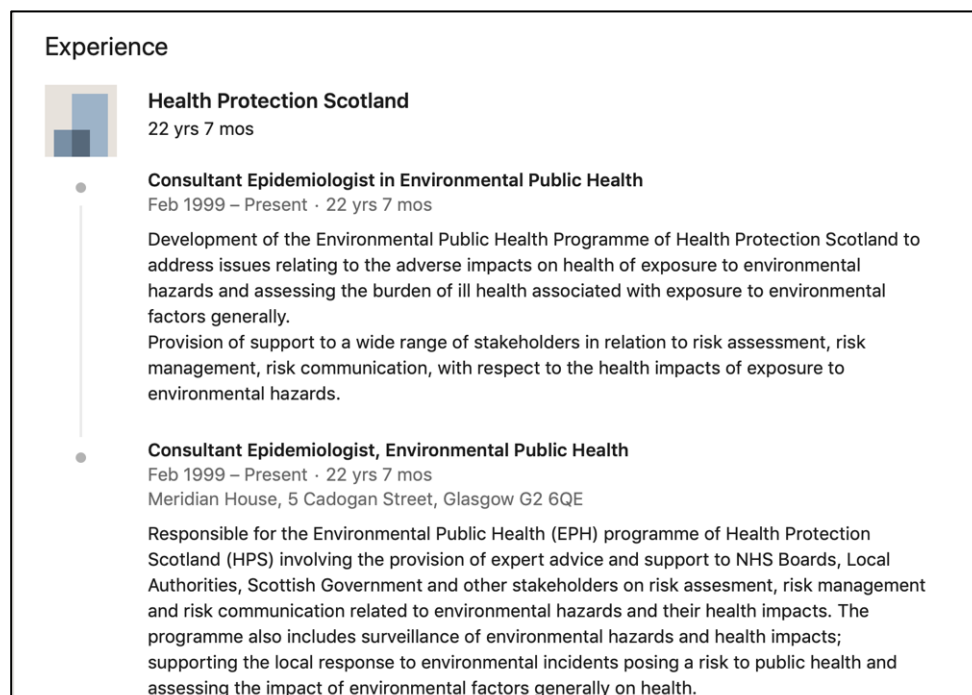 Experience
Health Protection Scotland
22 yrs 7 mos
Consultant Epidemiologist in Environmental Public Health
Feb 1999 – Present · 22 yrs 7 mos
Development of the Environmental Public Health Programme of Health Protection Scotland to
address issues relating to the adverse impacts on health of exposure to environmental
hazards and assessing the burden of ill health associated with exposure to environmental
factors generally.
Provision of support to a wide range of stakeholders in relation to risk assessment, risk
management, risk communication, with respect to the health impacts of exposure to
environmental hazards.
Consultant Epidemiologist, Environmental Public Health
Feb 1999 – Present · 22 yrs 7 mos
Meridian House, 5 Cadogan Street, Glasgow G2 6QE
Responsible for the Environmental Public Health (EPH) programme of Health Protection
Scotland (HPS) involving the provision of expert advice and support to NHS Boards, Local
Authorities, Scottish Government and other stakeholders on risk assesment, risk management
and risk communication related to environmental hazards and their health impacts. The
programme also includes surveillance of environmental hazards and health impacts;
supporting the local response to environmental incidents posing a risk to public health and
assessing the impact of environmental factors generally on health.